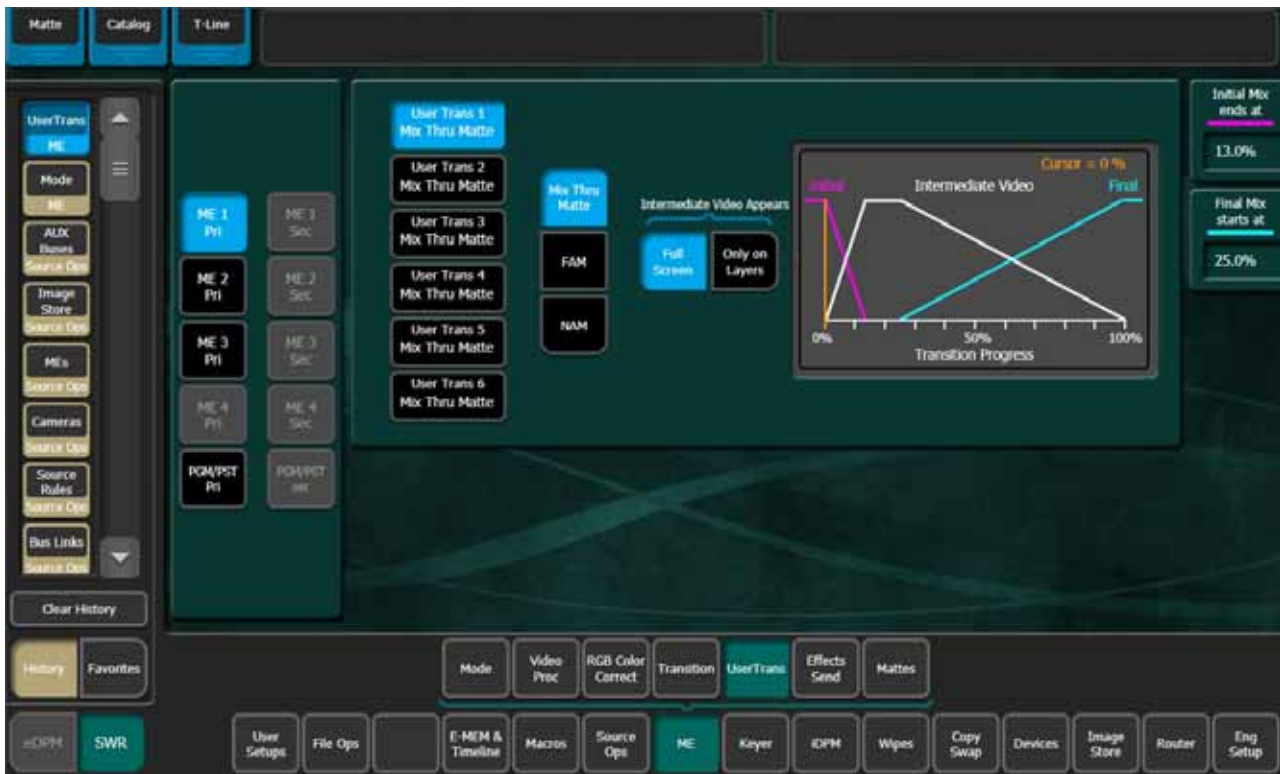 Matte
Catalog
T-Line
UserTrans
ME
Mode
ME
AUX
Buses
Source Ops
Image
Store
Source Ops
MEs
Source Ops
Cameras
Source Ops
Source
Rules
Source Ops
Bus Links
Source Ops
Clear History
History
Favorites
eDPM
SWR
ME 1
Pri
ME 1
Sec
ME 2
Pri
ME 2
Sec
ME 3
Pri
ME 3
Sec
ME 4
Pri
ME 4
Sec
PGM/PST
Pri
PGM/PST
sec
User Trans 1
Mix Thru Matte
User Trans 2
Mix Thru Matte
User Trans 3
Mix Thru Matte
User Trans 4
Mix Thru Matte
User Trans 5
Mix Thru Matte
User Trans 6
Mix Thru Matte
Mix Thru
Matte
FAM
NAM
Intermediate Video Appears
Full
Screen
Only on
Layers
Cursor = 0 %
Initial
Intermediate Video
Final
0%
50%
100%
Transition Progress
Initial Mix
ends at
13.0%
Final Mix
starts at
25.0%
Mode
Video
Proc
RGB Color
Correct
Transition
UserTrans
Effects
Send
Mattes
User
Setups
File Ops
E-MEM &
Timeline
Macros
Source
Ops
ME
Keyer
iDPM
Wipes
Copy
Swap
Devices
Image
Store
Router
Eng
Setup